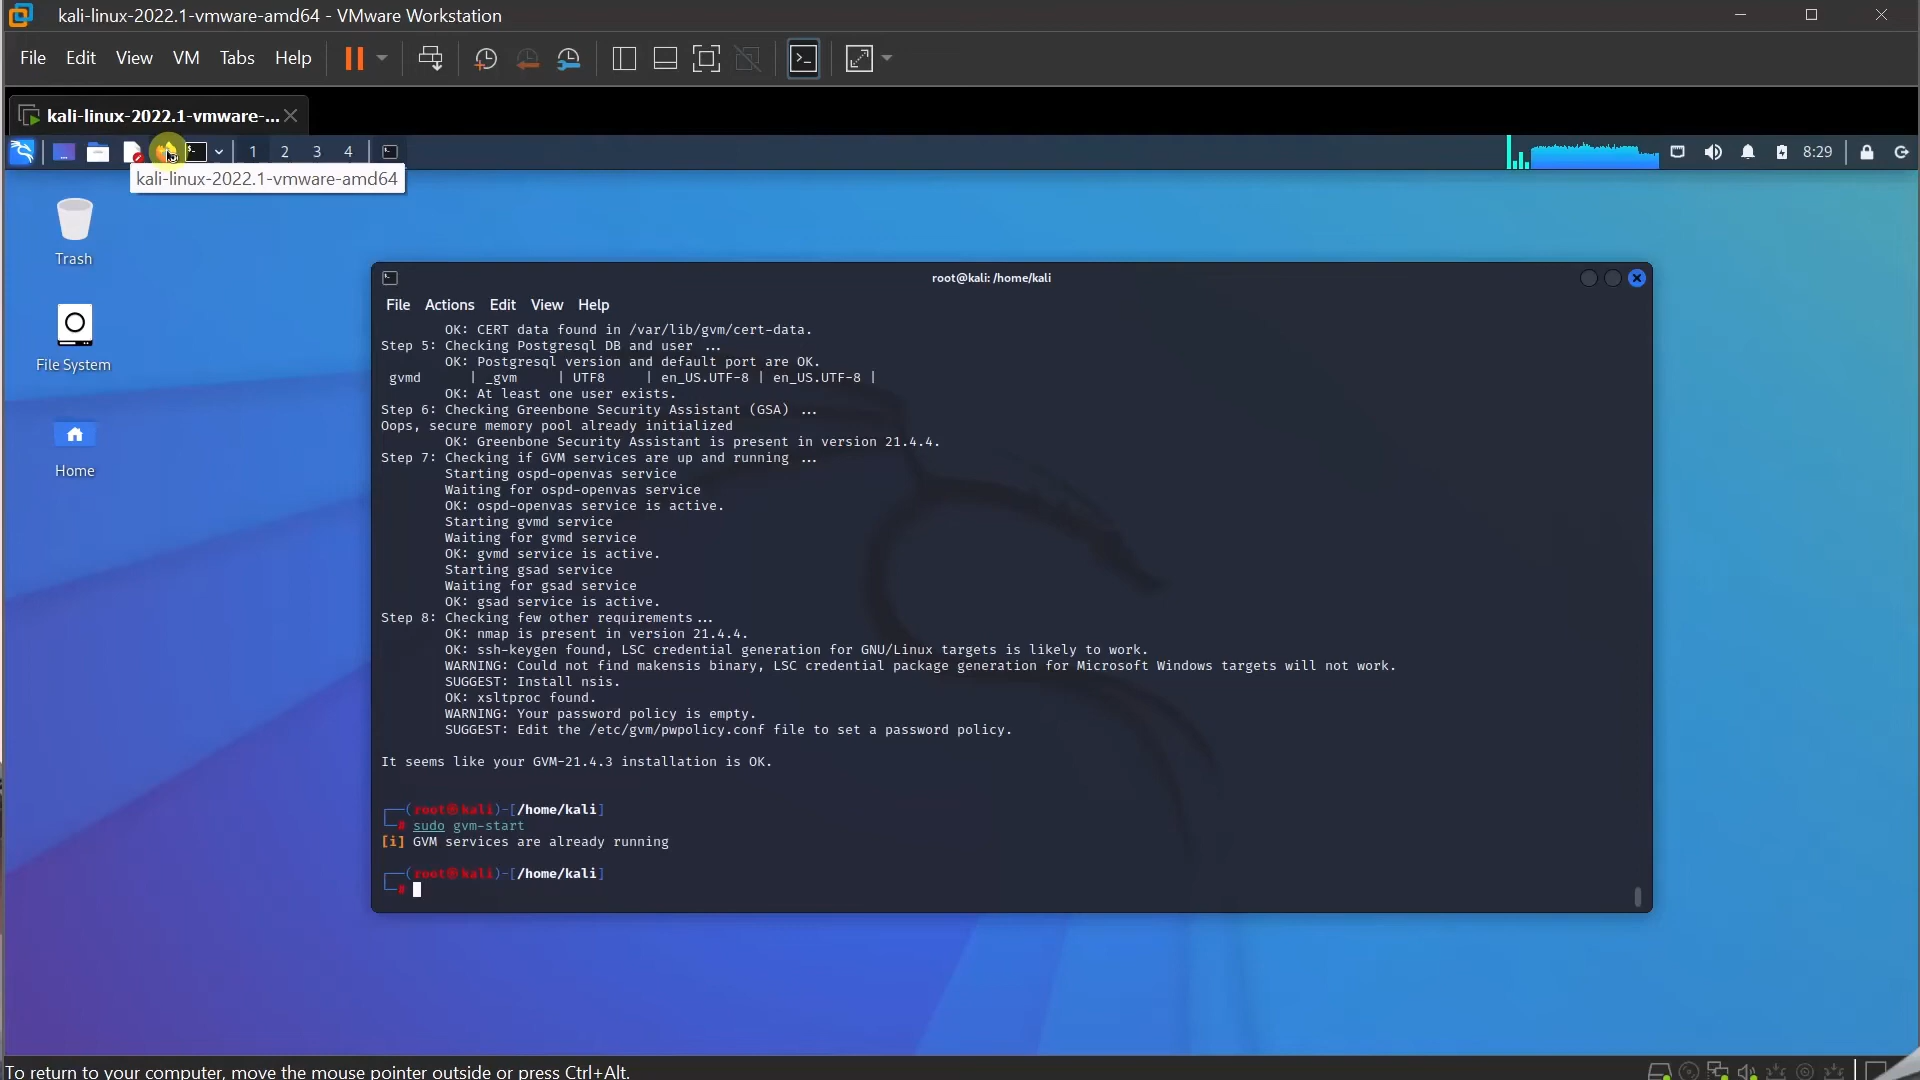 kali-linux-2022.1-vmware-amd64 - VMware Workstation
File Edit View VM Tabs Help
kali-linux-2022.1-vmware-...
1 2 3 4
8:29
kali-linux-2022.1-vmware-amd64
Trash
File System
Home
root@kali: /home/kali
File Actions Edit View Help
OK: CERT data found in /var/lib/gvm/cert-data.
Step 5: Checking Postgresql DB and user ...
OK: Postgresql version and default port are OK.
gvmd | _gvm | UTF8 | en_US.UTF-8 | en_US.UTF-8 |
OK: At least one user exists.
Step 6: Checking Greenbone Security Assistant (GSA) ...
Oops, secure memory pool already initialized
OK: Greenbone Security Assistant is present in version 21.4.4.
Step 7: Checking if GVM services are up and running ...
Starting ospd-openvas service
Waiting for ospd-openvas service
OK: ospd-openvas service is active.
Starting gvmd service
Waiting for gvmd service
OK: gvmd service is active.
Starting gsad service
Waiting for gsad service
OK: gsad service is active.
Step 8: Checking few other requirements...
OK: nmap is present in version 21.4.4.
OK: ssh-keygen found, LSC credential generation for GNU/Linux targets is likely to work.
WARNING: Could not find makensis binary, LSC credential package generation for Microsoft Windows targets will not work.
SUGGEST: Install nsis.
OK: xsltproc found.
WARNING: Your password policy is empty.
SUGGEST: Edit the /etc/gvm/pwpolicy.conf file to set a password policy.
It seems like your GVM-21.4.3 installation is OK.
┌──(root㉿kali)-[/home/kali]
└─# sudo gvm-start
[i] GVM services are already running
┌──(root㉿kali)-[/home/kali]
└─#
To return to your computer, move the mouse pointer outside or press Ctrl+Alt.